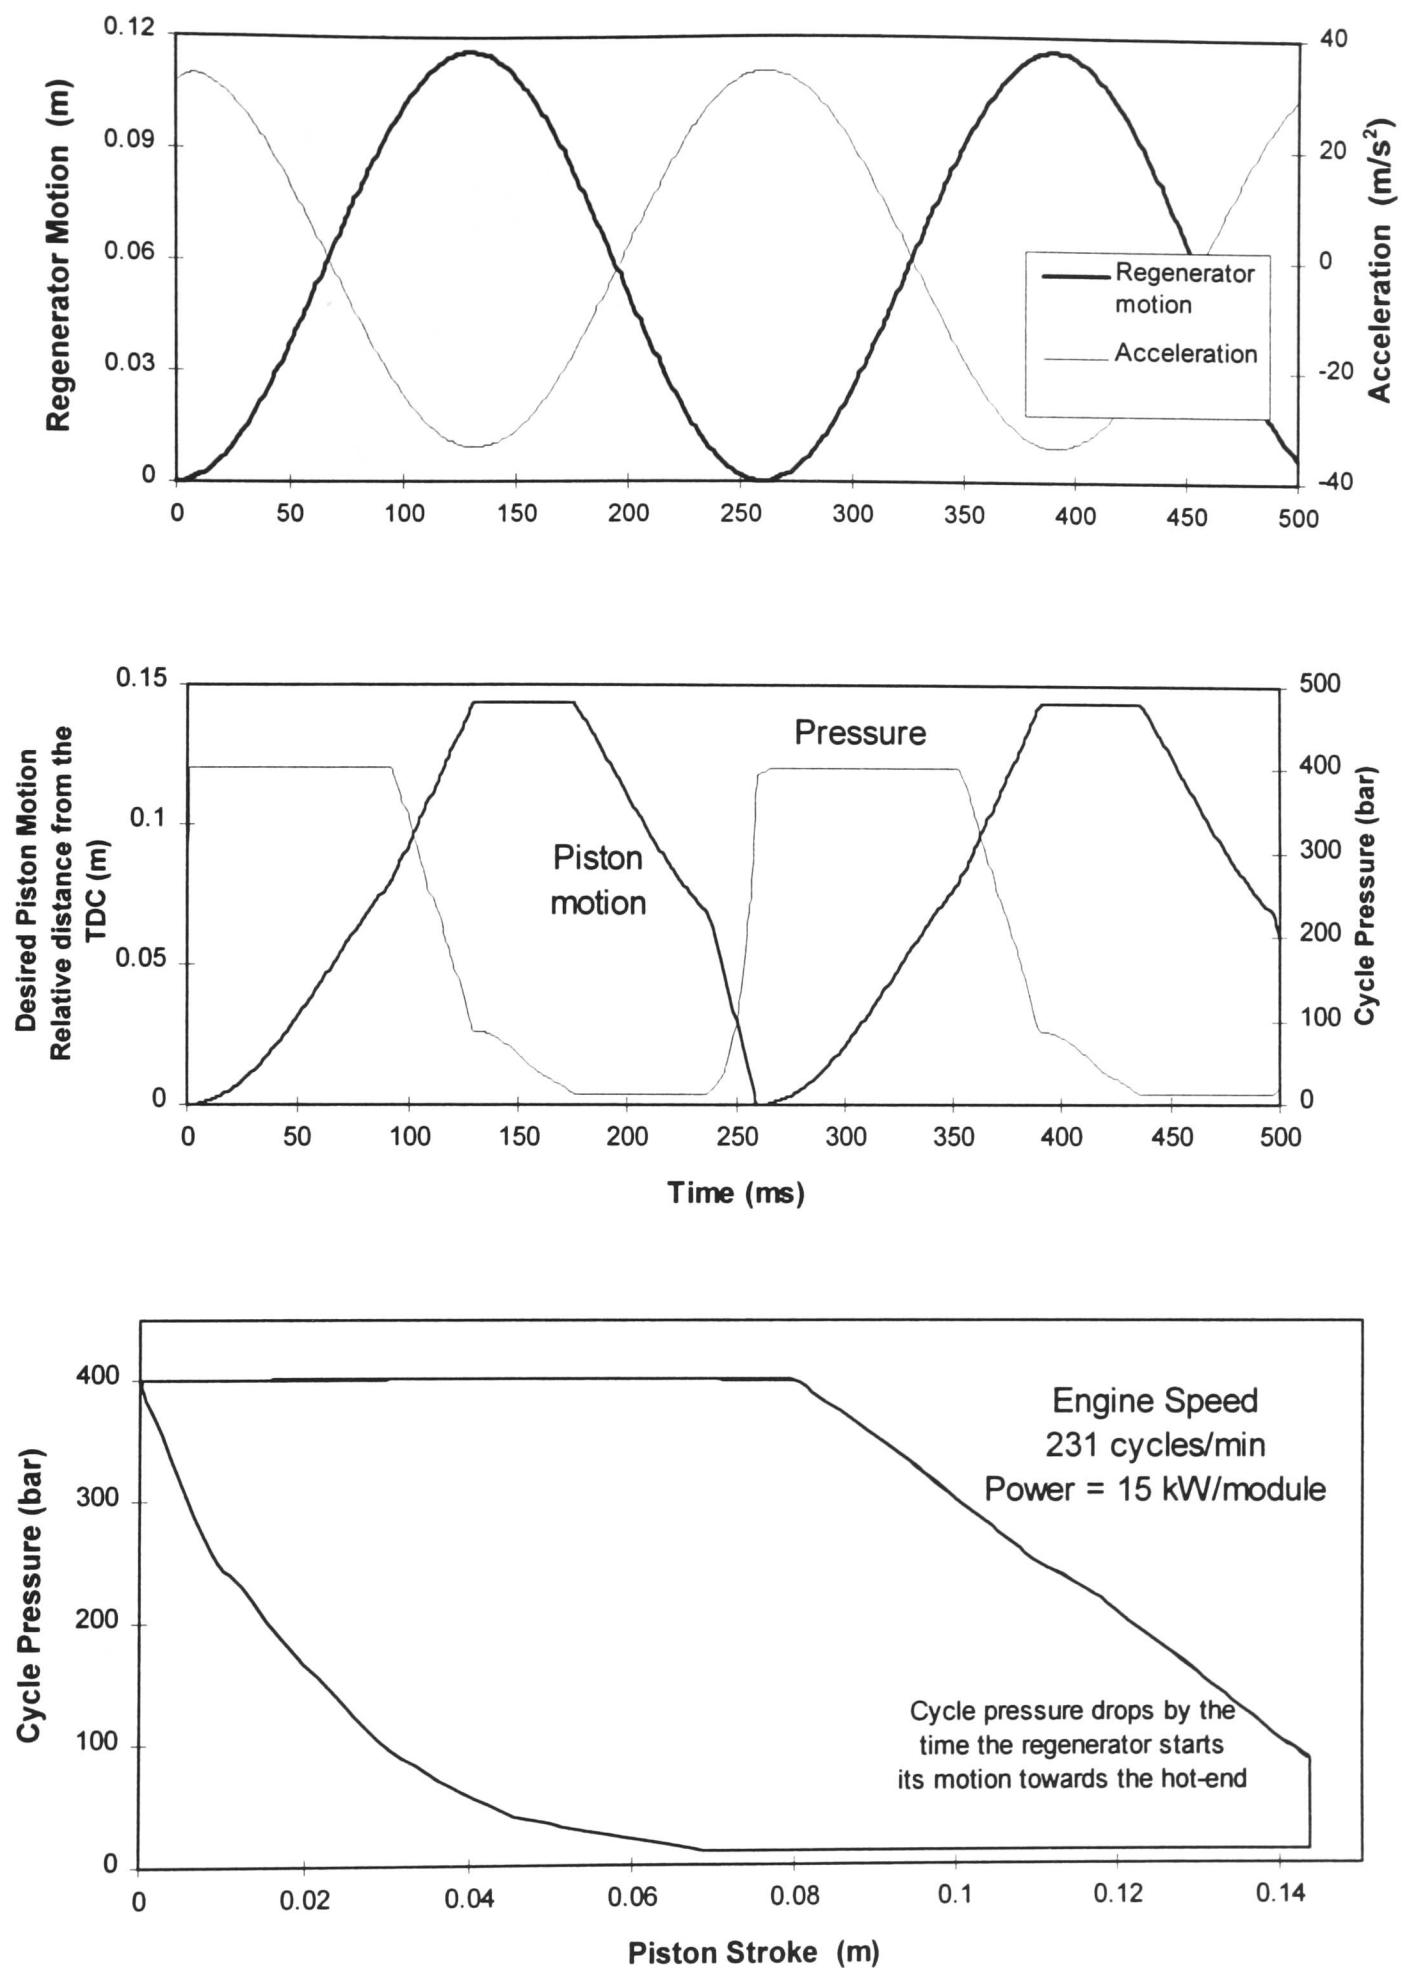 0.12
0.09
0.06
0.03
0
Regenerator Motion (m)
40
20
0
-20
-40
Acceleration (m/s²)
Regenerator
motion
Acceleration
0 50 100 150 200 250 300 350 400 450 500
0.15
0.1
0.05
0
Desired Piston Motion
Relative distance from the
TDC (m)
Pressure
Piston
motion
500
400
300
200
100
0
Cycle Pressure (bar)
0 50 100 150 200 250 300 350 400 450 500
Time (ms)
400
300
200
100
0
Cycle Pressure (bar)
Engine Speed
231 cycles/min
Power = 15 kW/module
Cycle pressure drops by the
time the regenerator starts
its motion towards the hot-end
0 0.02 0.04 0.06 0.08 0.1 0.12 0.14
Piston Stroke (m)